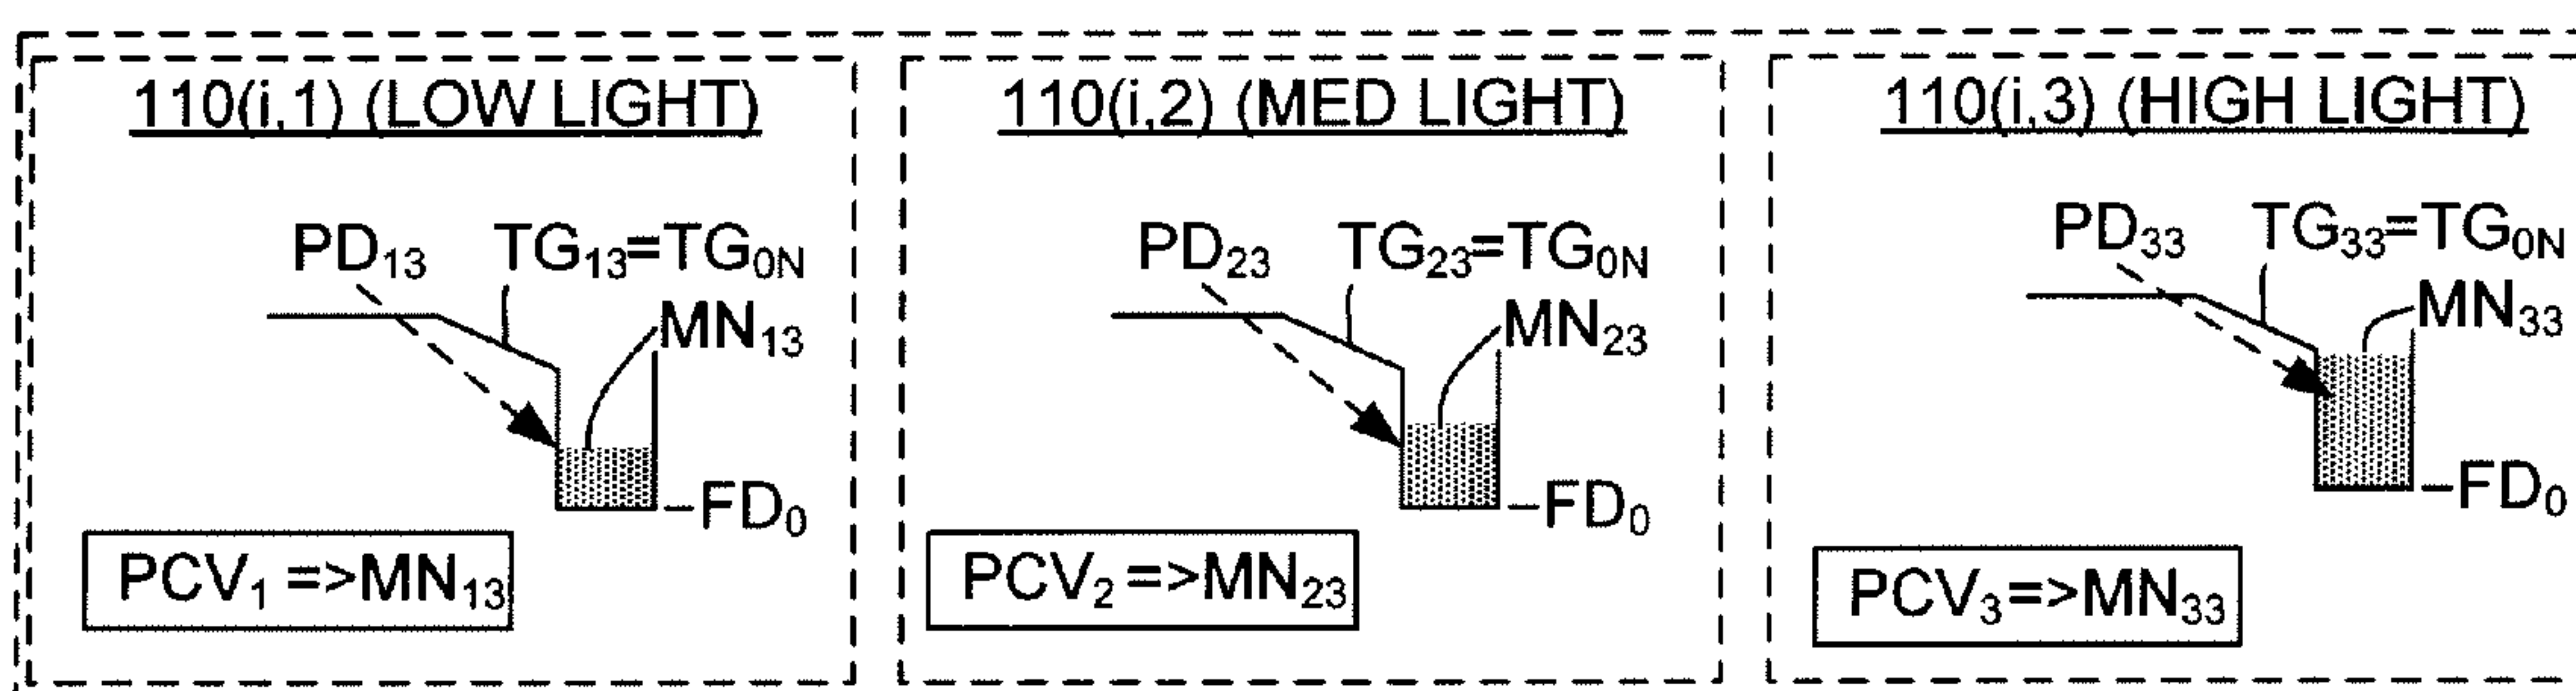 110(i,1) (LOW LIGHT)
110(i,2) (MED LIGHT)
110(i,3) (HIGH LIGHT)
PD₁₃ TG₁₃=TG₀ₙ
PD₂₃ TG₂₃=TG₀ₙ
PD₃₃ TG₃₃=TG₀ₙ
MN₁₃
MN₂₃
MN₃₃
FD₀
FD₀
FD₀
PCV₁ =>MN₁₃
PCV₂ =>MN₂₃
PCV₃=>MN₃₃